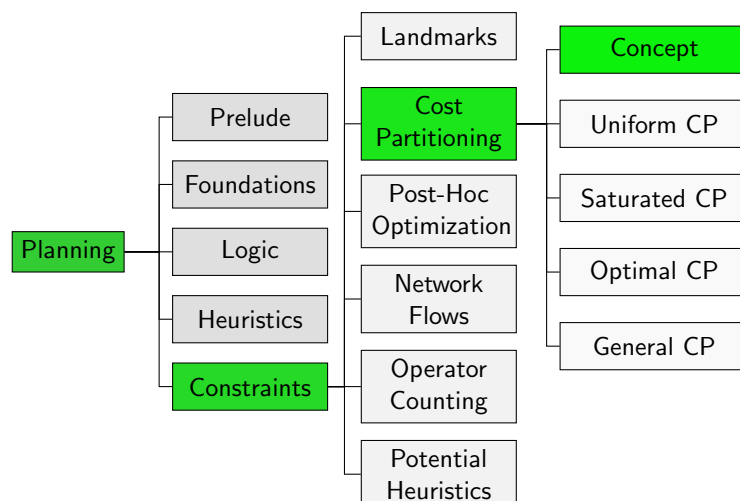 Planning
Prelude
Foundations
Logic
Heuristics
Constraints
Landmarks
Cost
Partitioning
Post-Hoc
Optimization
Network
Flows
Operator
Counting
Potential
Heuristics
Concept
Uniform CP
Saturated CP
Optimal CP
General CP